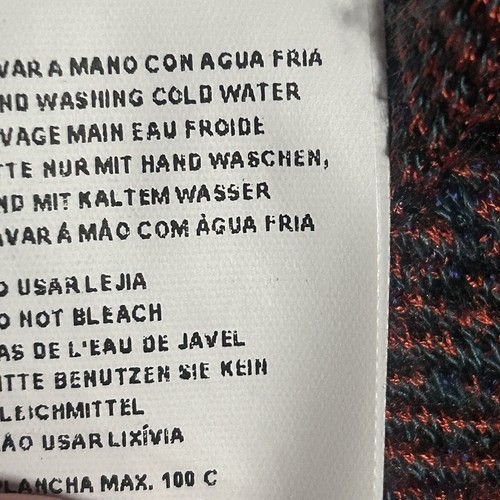 VAR A MANO CON AGUA FRIA
ND WASHING COLD WATER
VAGE MAIN EAU FROIDE
TTE NUR MIT HAND WASCHEN,
ND MIT KALTEM WASSER
AVAR Á MÃO COM ÁGUA FRIA
O USAR LEJIA
O NOT BLEACH
AS DE L'EAU DE JAVEL
ITTE BENUTZEN SIE KEIN
LEICHMITTEL
ÃO USAR LIXÍVIA
PLANCHA MAX. 100 C